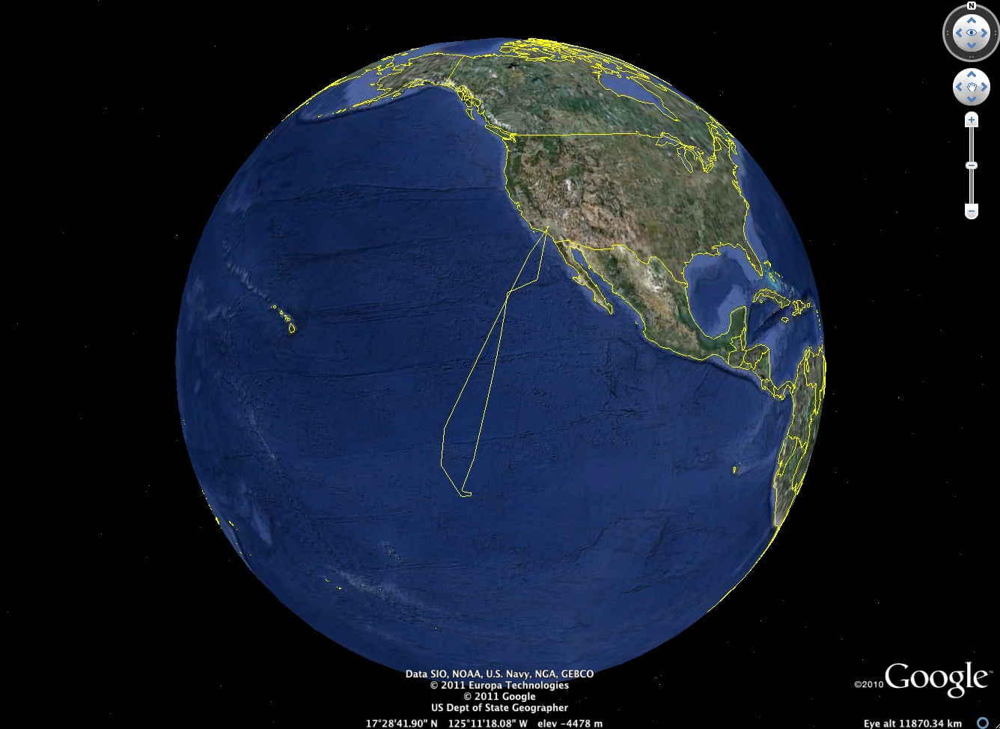 N
Data SIO, NOAA, U.S. Navy, NGA, GEBCO
© 2011 Europa Technologies
© 2011 Google
US Dept of State Geographer
©2010 Google™
17°28'41.90" N 125°11'18.08" W elev -4478 m
Eye alt 11870.34 km